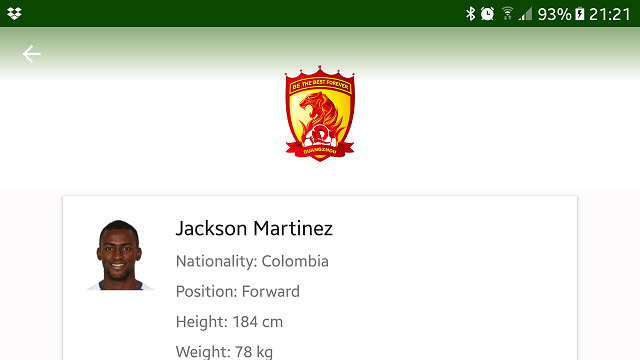 93% 21:21
BE THE BEST FOREVER
GUANGZHOU
Jackson Martinez
Nationality: Colombia
Position: Forward
Height: 184 cm
Weight: 78 kg